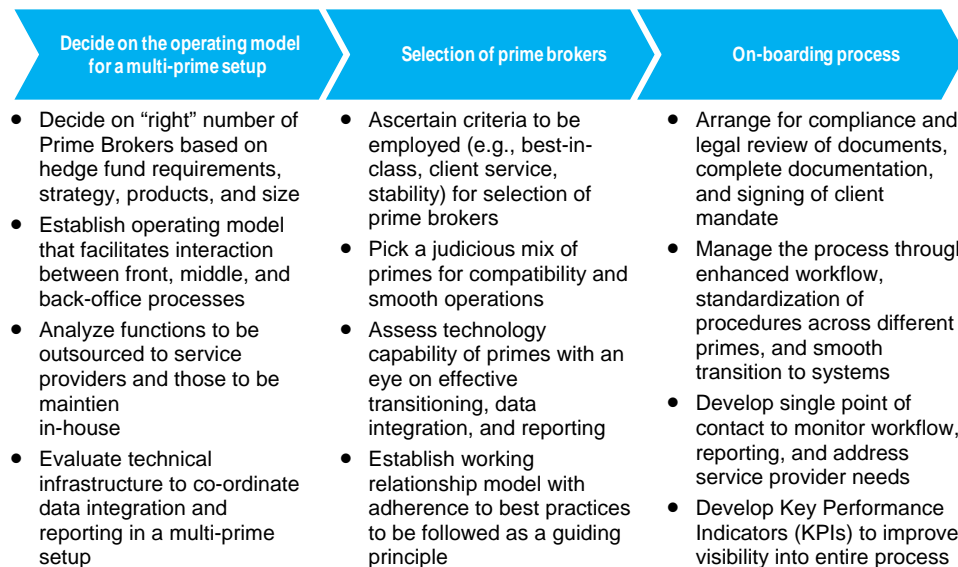 Decide on the operating model
for a multi-prime setup
Selection of prime brokers
On-boarding process
● Decide on “right” number of
Prime Brokers based on
hedge fund requirements,
strategy, products, and size
● Establish operating model
that facilitates interaction
between front, middle, and
back-office processes
● Analyze functions to be
outsourced to service
providers and those to be
maintien
in-house
● Evaluate technical
infrastructure to co-ordinate
data integration and
reporting in a multi-prime
setup
● Ascertain criteria to be
employed (e.g., best-in-
class, client service,
stability) for selection of
prime brokers
● Pick a judicious mix of
primes for compatibility and
smooth operations
● Assess technology
capability of primes with an
eye on effective
transitioning, data
integration, and reporting
● Establish working
relationship model with
adherence to best practices
to be followed as a guiding
principle
● Arrange for compliance and
legal review of documents,
complete documentation,
and signing of client
mandate
● Manage the process through
enhanced workflow,
standardization of
procedures across different
primes, and smooth
transition to systems
● Develop single point of
contact to monitor workflow,
reporting, and address
service provider needs
● Develop Key Performance
Indicators (KPIs) to improve
visibility into entire process